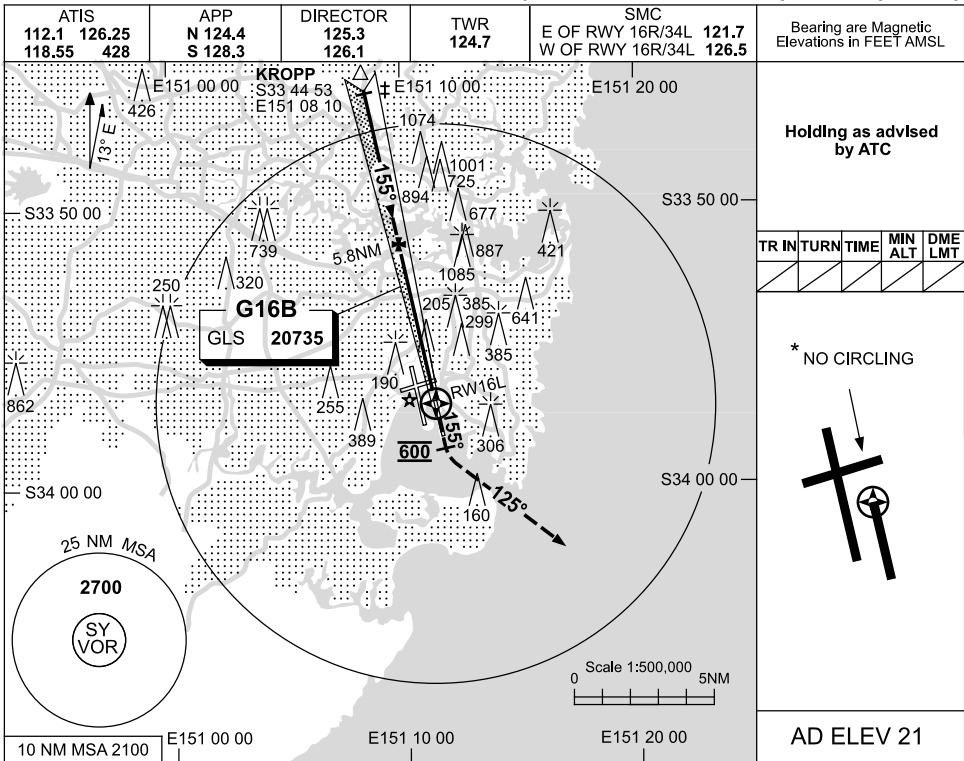 ATIS
112.1 126.25
118.55 428
APP
N 124.4
S 128.3
DIRECTOR
125.3
126.1
TWR
124.7
SMC
E OF RWY 16R/34L 121.7
W OF RWY 16R/34L 126.5
Bearing are Magnetic
Elevations in FEET AMSL
KROPP
S33 44 53
E151 08 10
E151 00 00
‡ E151 10 00
E151 20 00
426
13° E
1074
1001
725
894
677
155°
S33 50 00
S33 50 00
739
5.8NM
887
1085
421
250
320
G16B
GLS 20735
205
385
299
641
385
190
RW16L
862
255
389
155°
306
600
S34 00 00
S34 00 00
125°
160
25 NM MSA
2700
SY
VOR
Scale 1:500,000
0 5NM
10 NM MSA 2100
E151 00 00
E151 10 00
E151 20 00
Holding as advised
by ATC
TR IN TURN TIME MIN ALT DME LMT
* NO CIRCLING
AD ELEV 21